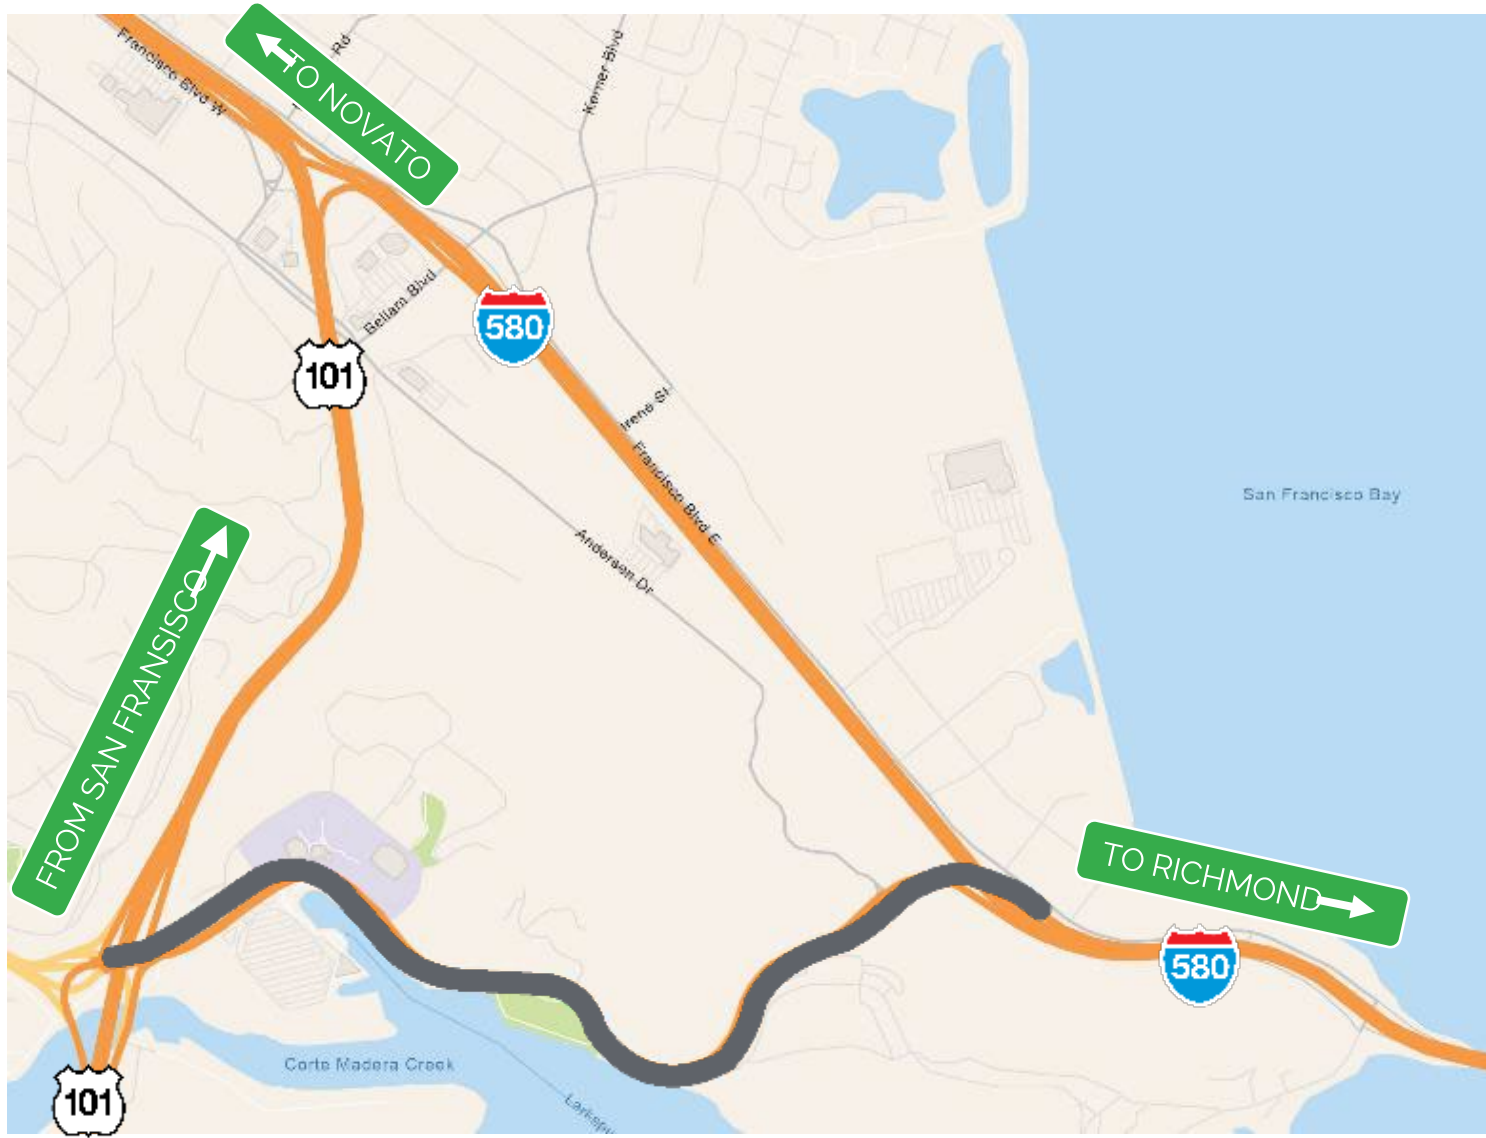 Francisco Blvd W
Rd
TO NOVATO
Kerner Blvd
Bellam Blvd
580
101
Irene St
Francisco Blvd E
San Francisco Bay
Andersen Dr
FROM SAN FRANSISCO
TO RICHMOND
580
Corte Madera Creek
101